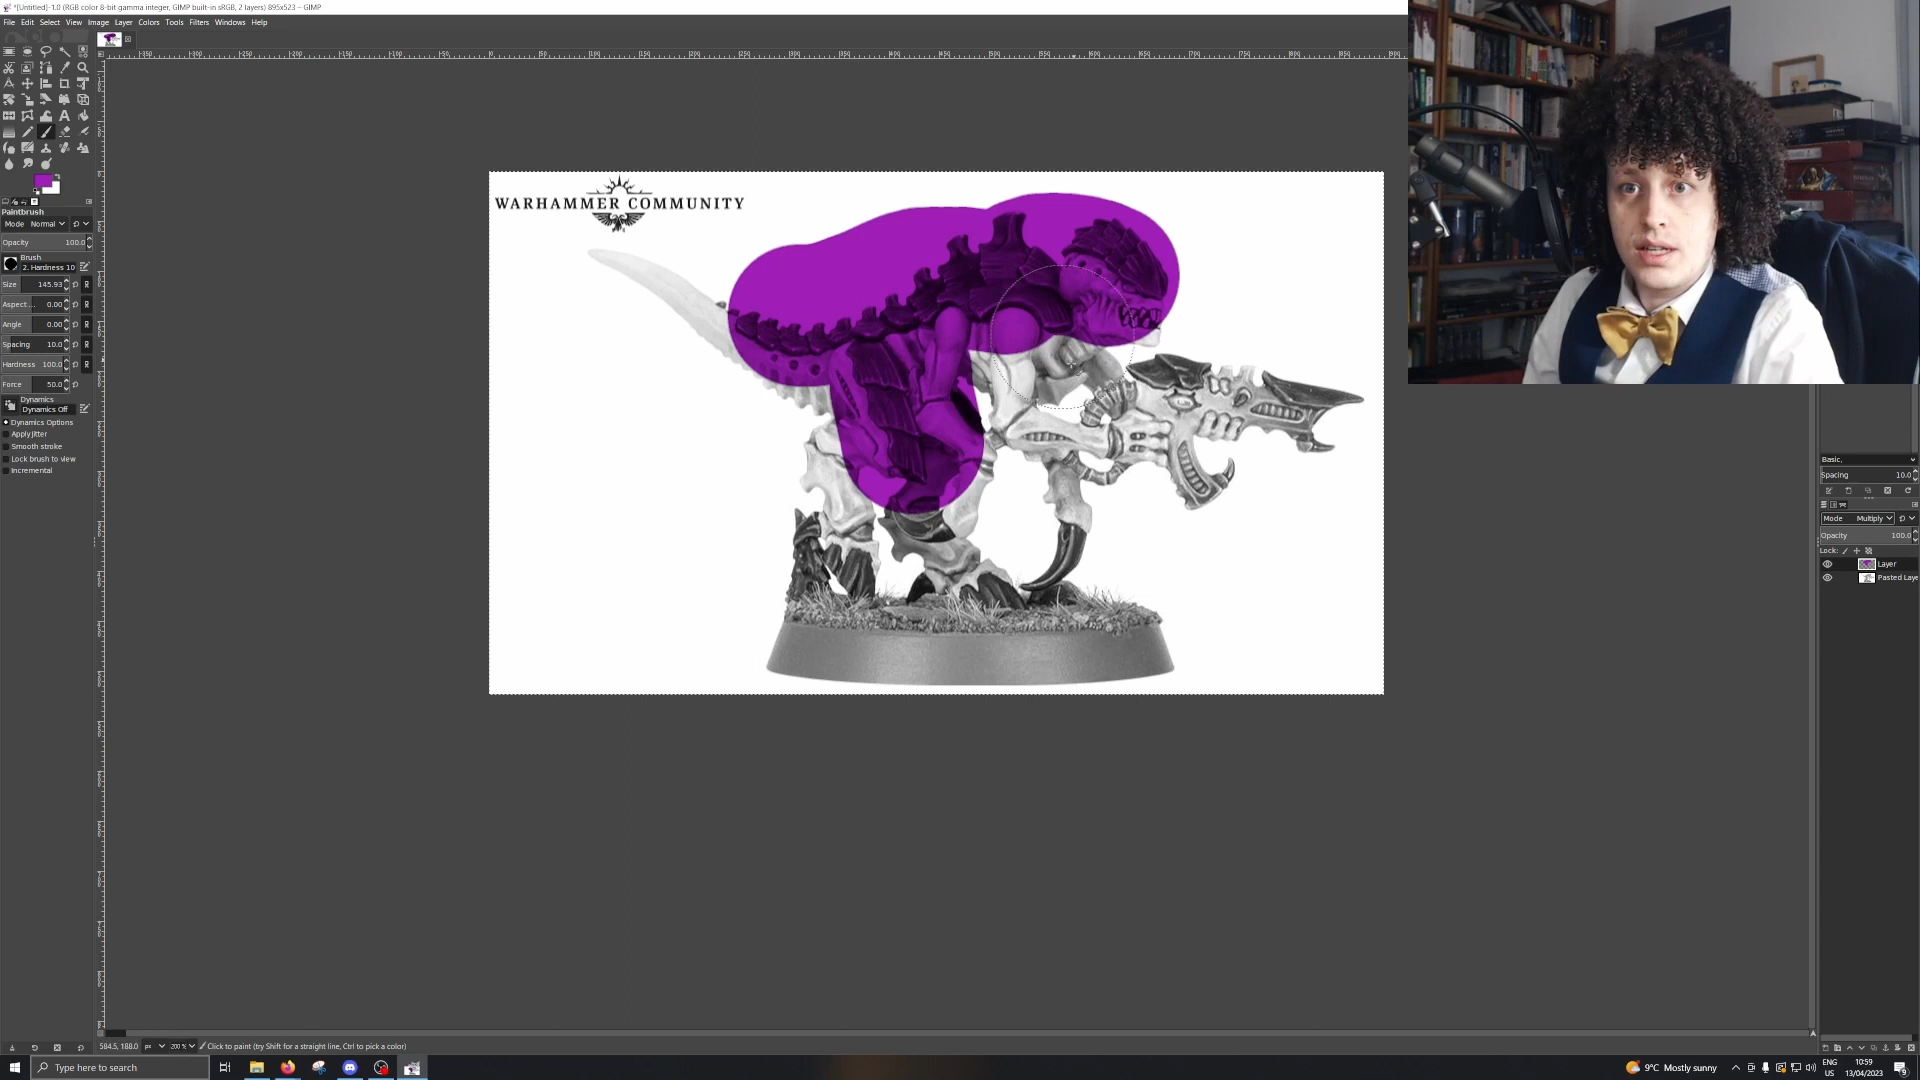 *[Untitled]-1.0 (RGB color 8-bit gamma integer, GIMP built-in sRGB, 2 layers) 895x523 – GIMP
File Edit Select View Image Layer Colors Tools Filters Windows Help
WARHAMMER COMMUNITY
Paintbrush
Mode Normal
Opacity 100.0
Brush
2. Hardness 10
Size 145.93
Aspect... 0.00
Angle 0.00
Spacing 10.0
Hardness 100.0
Force 50.0
Dynamics
Dynamics Off
Dynamics Options
Apply Jitter
Smooth stroke
Lock brush to view
Incremental
Basic,
Spacing 10.0
Mode Multiply
Opacity 100.0
Lock:
Layer
Pasted Laye
584.5, 188.0 px 200 % Click to paint (try Shift for a straight line, Ctrl to pick a color)
Type here to search
9°C Mostly sunny
ENG
US
10:59
13/04/2023